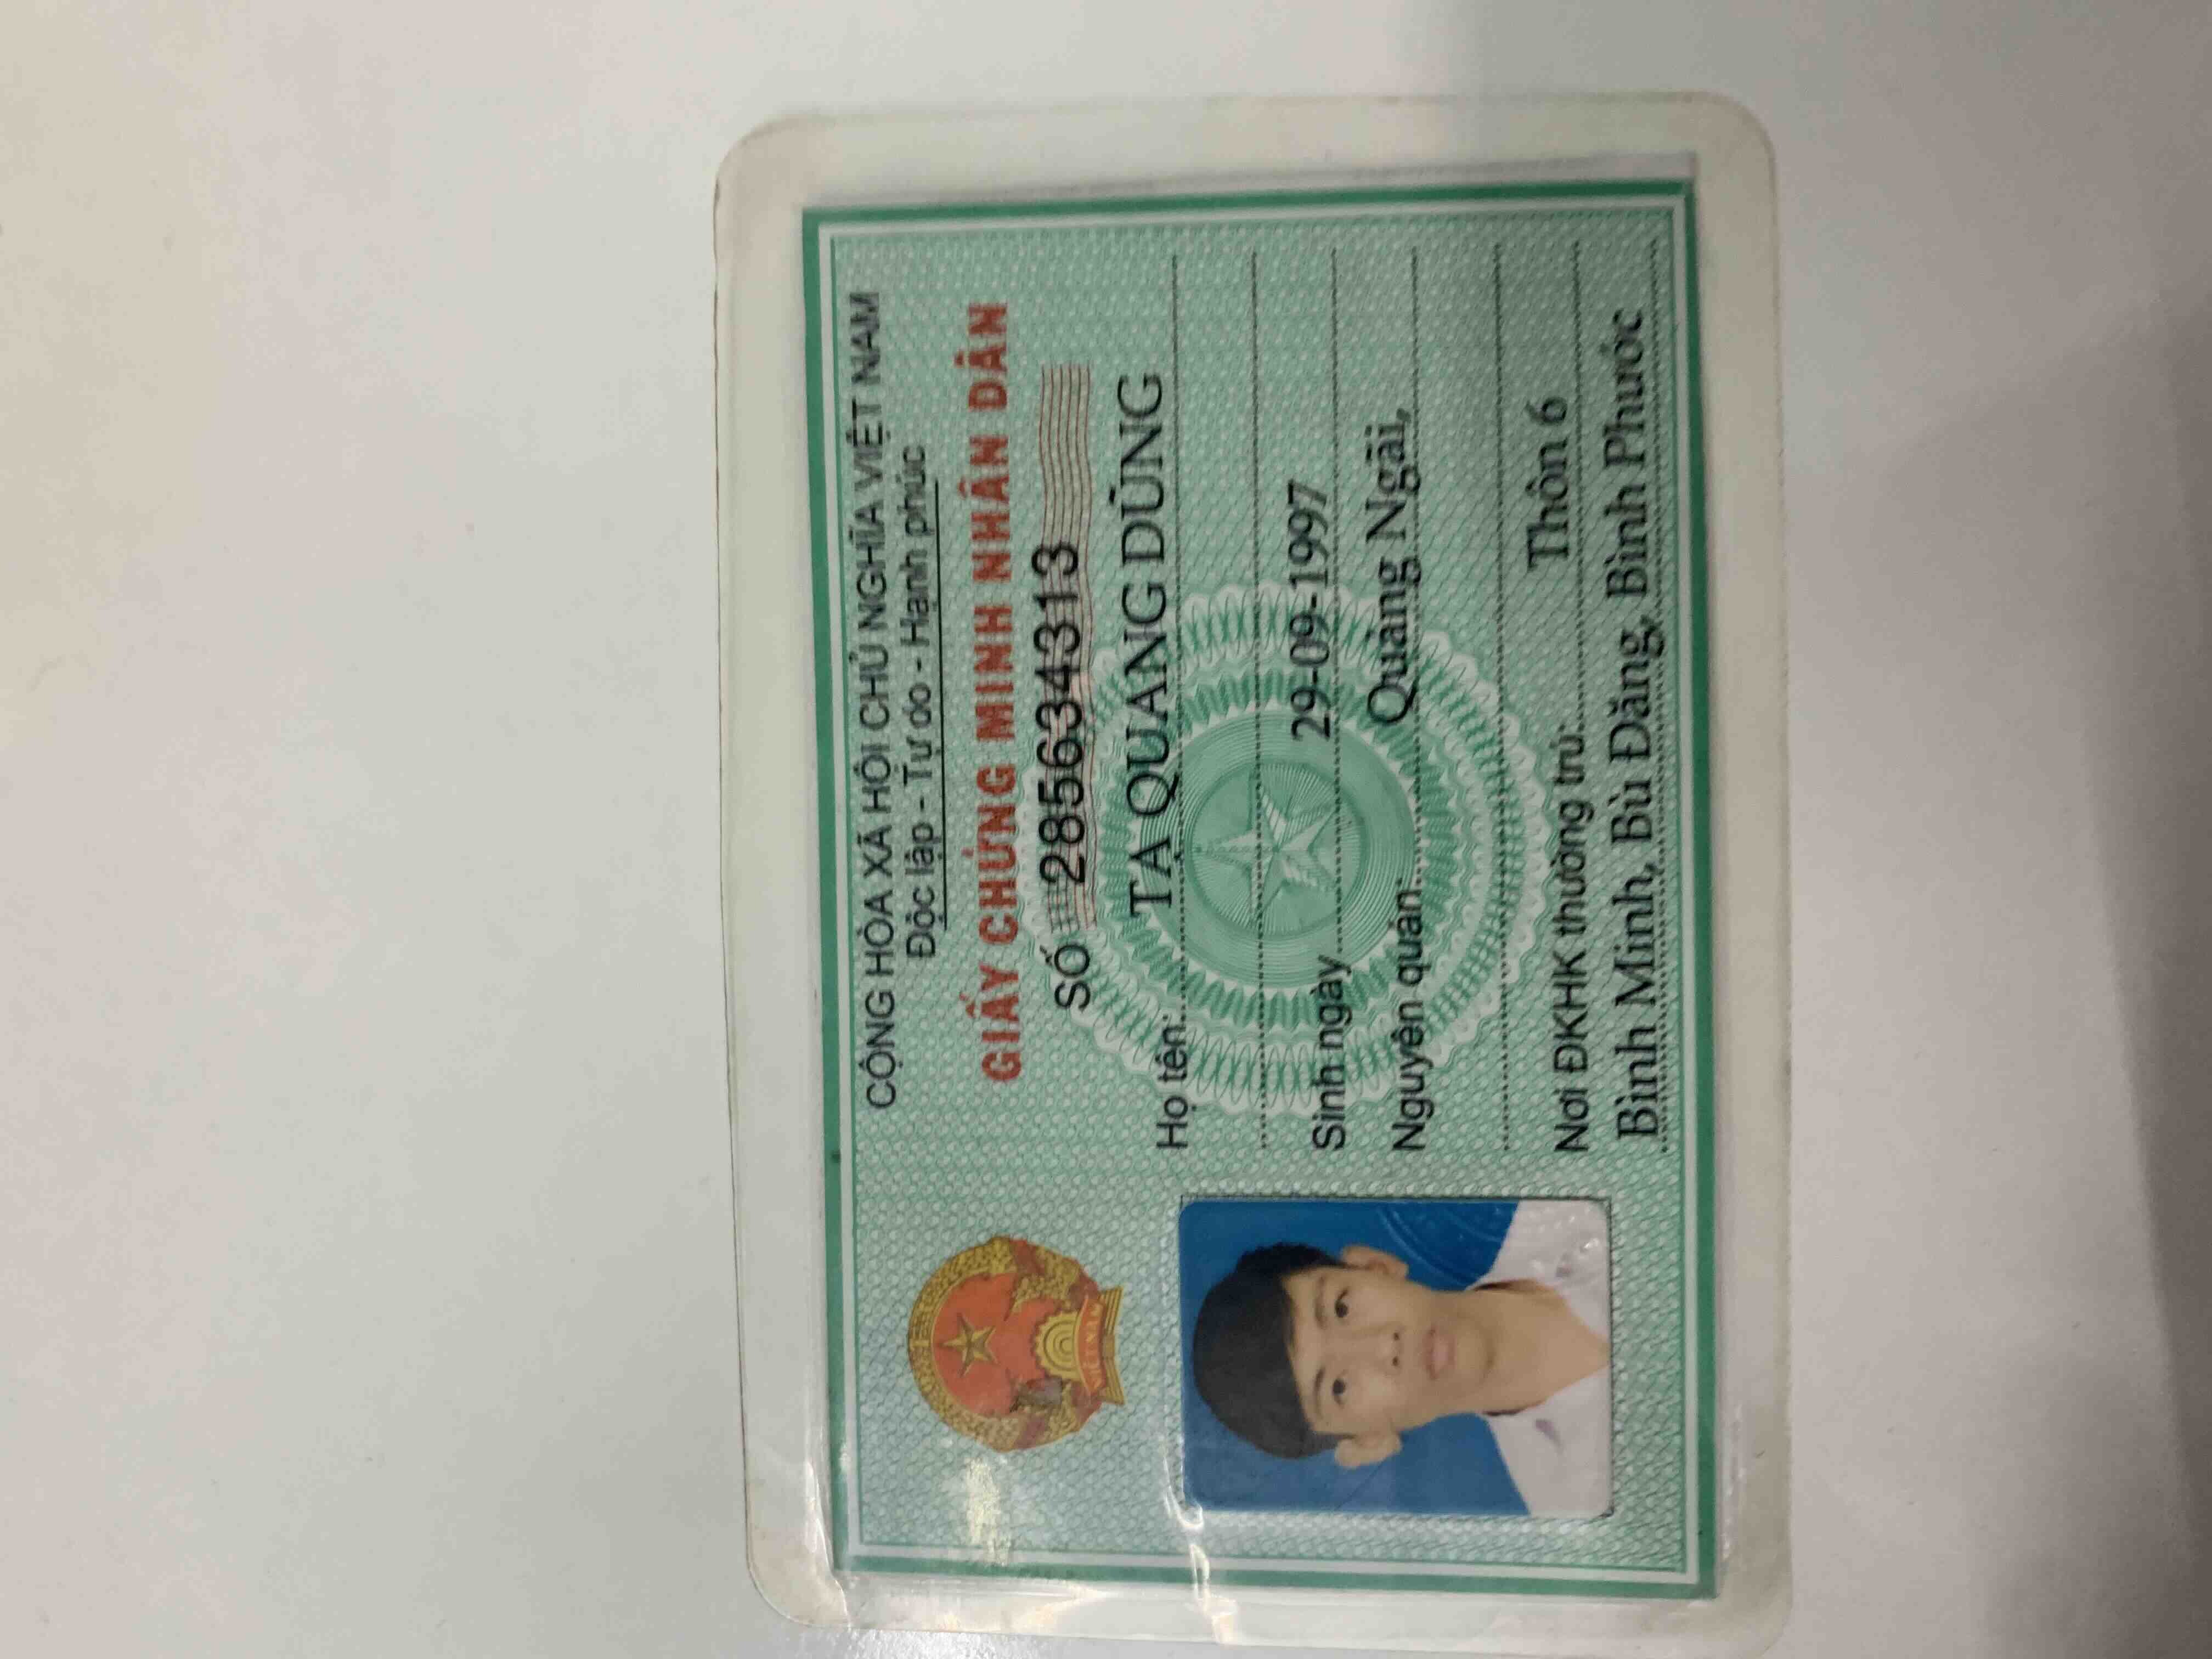 CỘNG HÒA XÃ HỘI CHỦ NGHĨA VIỆT NAM
Độc lập - Tự do - Hạnh phúc
GIẤY CHỨNG MINH NHÂN DÂN
SỐ 285634313
Họ tên: TẠ QUANG DŨNG
Sinh ngày 29-09-1997
Nguyên quán: Quảng Ngãi,
Nơi ĐKHK thường trú: Thôn 6
Bình Minh, Bù Đăng, Bình Phước
VIỆT NAM